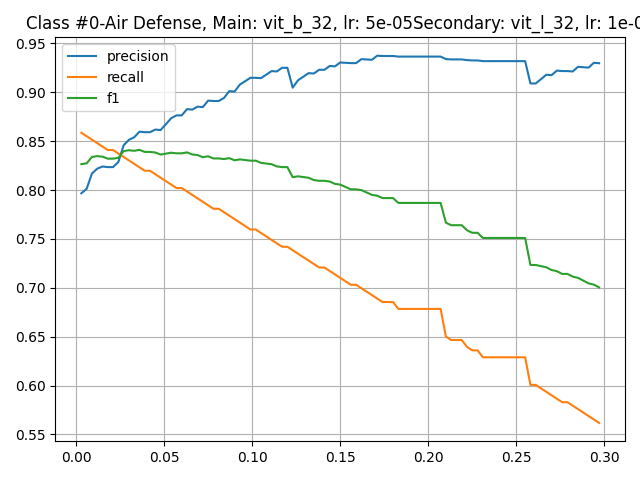 Class #0-Air Defense, Main: vit_b_32, lr: 5e-05Secondary: vit_l_32, lr: 1e-0
precision
recall
f1
0.95
0.90
0.85
0.80
0.75
0.70
0.65
0.60
0.55
0.00 0.05 0.10 0.15 0.20 0.25 0.30